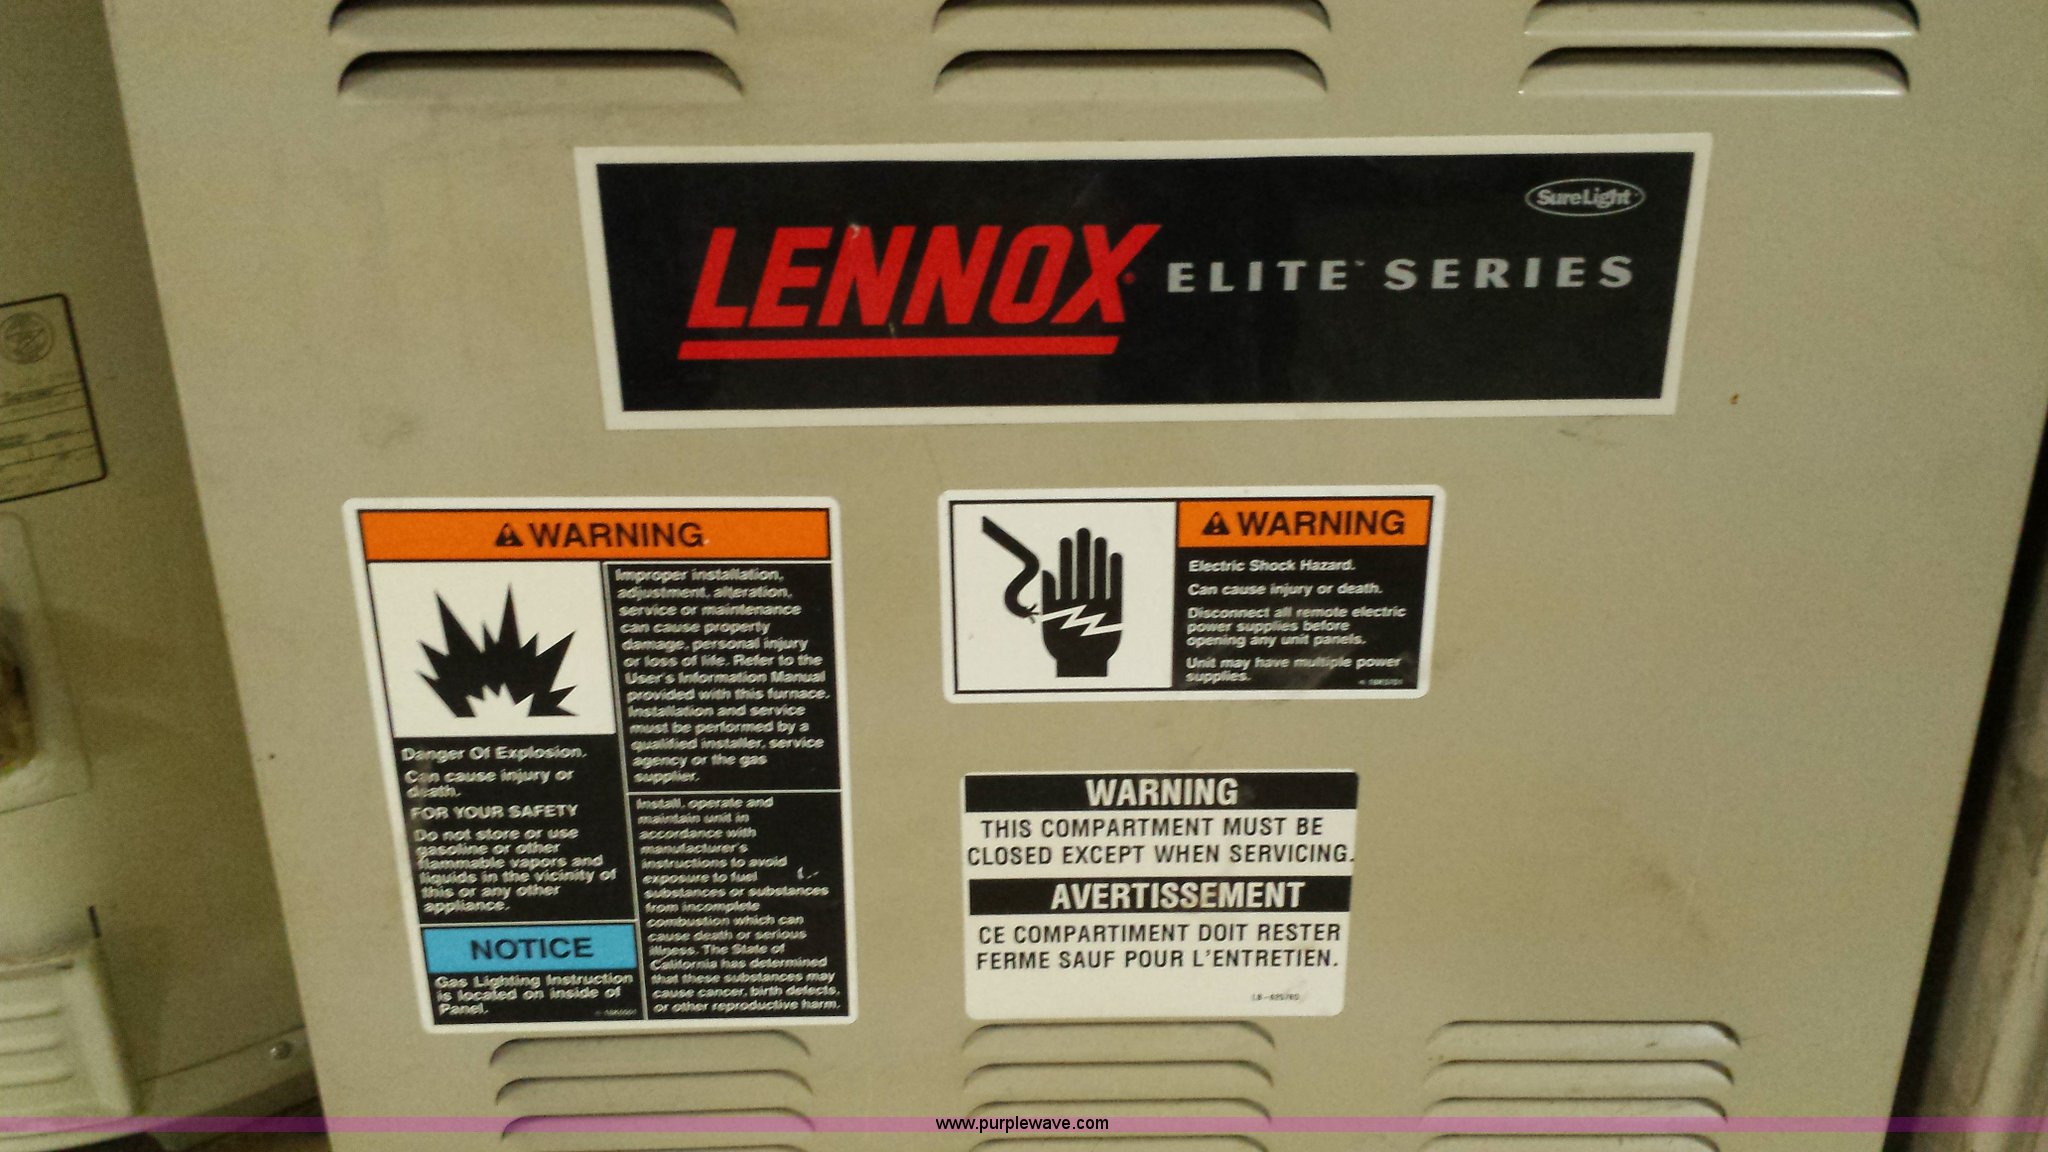 SureLight
LENNOX® ELITE™ SERIES
WARNING
Improper installation,
adjustment, alteration,
service or maintenance
can cause property
damage, personal injury
or loss of life. Refer to the
User's Information Manual
provided with this furnace.
Installation and service
must be performed by a
qualified installer, service
agency or the gas
supplier.
Danger Of Explosion.
Can cause injury or
death.
FOR YOUR SAFETY
Do not store or use
gasoline or other
flammable vapors and
liquids in the vicinity of
this or any other
appliance.
Install, operate and
maintain unit in
accordance with
manufacturer's
instructions to avoid
exposure to fuel
substances or substances
from incomplete
combustion which can
cause death or serious
illness. The State of
California has determined
that these substances may
cause cancer, birth defects,
or other reproductive harm.
NOTICE
Gas Lighting Instruction
is located on inside of
Panel.
WARNING
Electric Shock Hazard.
Can cause injury or death.
Disconnect all remote electric
power supplies before
opening any unit panels.
Unit may have multiple power
supplies.
WARNING
THIS COMPARTMENT MUST BE
CLOSED EXCEPT WHEN SERVICING.
AVERTISSEMENT
CE COMPARTIMENT DOIT RESTER
FERME SAUF POUR L'ENTRETIEN.
www.purplewave.com